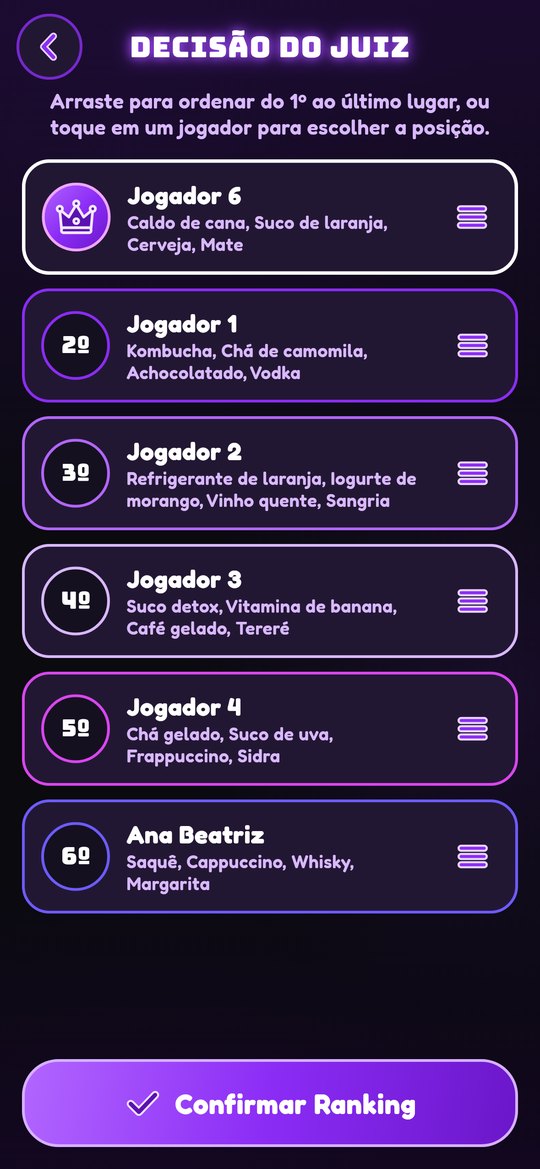 DECISÃO DO JUIZ
Arraste para ordenar do 1º ao último lugar, ou
toque em um jogador para escolher a posição.
Jogador 6
Caldo de cana, Suco de laranja,
Cerveja, Mate
2º
Jogador 1
Kombucha, Chá de camomila,
Achocolatado, Vodka
3º
Jogador 2
Refrigerante de laranja, Iogurte de
morango, Vinho quente, Sangria
4º
Jogador 3
Suco detox, Vitamina de banana,
Café gelado, Tereré
5º
Jogador 4
Chá gelado, Suco de uva,
Frappuccino, Sidra
6º
Ana Beatriz
Saquê, Cappuccino, Whisky,
Margarita
Confirmar Ranking